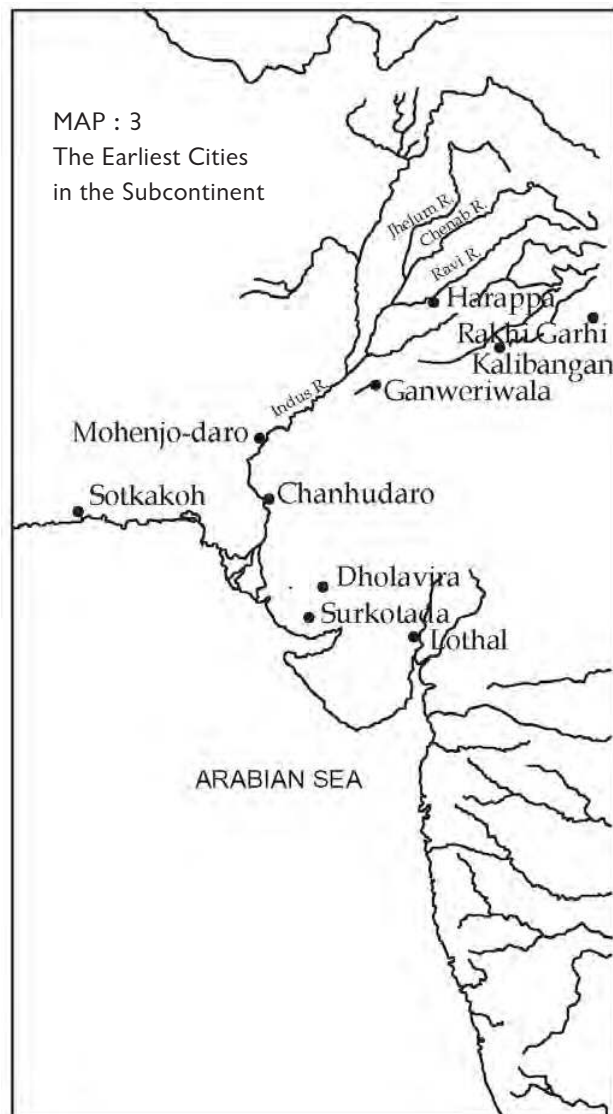 MAP : 3
The Earliest Cities
in the Subcontinent
Jhelum R.
Chenab R.
Ravi R.
Harappa
Rakhi Garhi
Kalibangan
Ganweriwala
Indus R.
Mohenjo-daro
Sotkakoh
Chanhudaro
Dholavira
Surkotada
Lothal
ARABIAN SEA